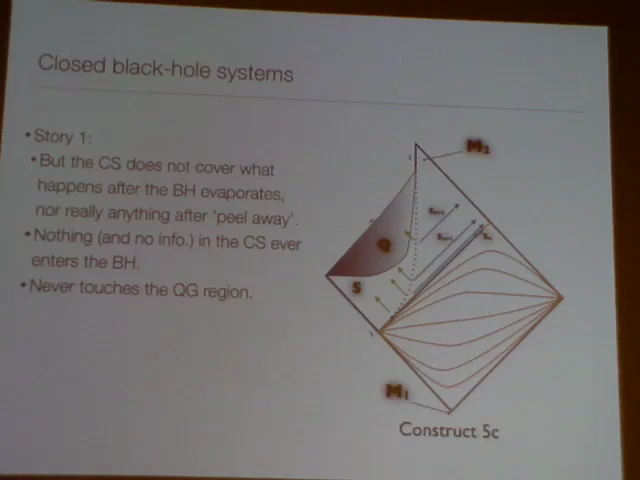 Closed black-hole systems
• Story 1:
• But the CS does not cover what
happens after the BH evaporates,
nor really anything after 'peel away'.
• Nothing (and no info.) in the CS ever
enters the BH.
• Never touches the QG region.
M2
Q
S
M1
Construct 5c